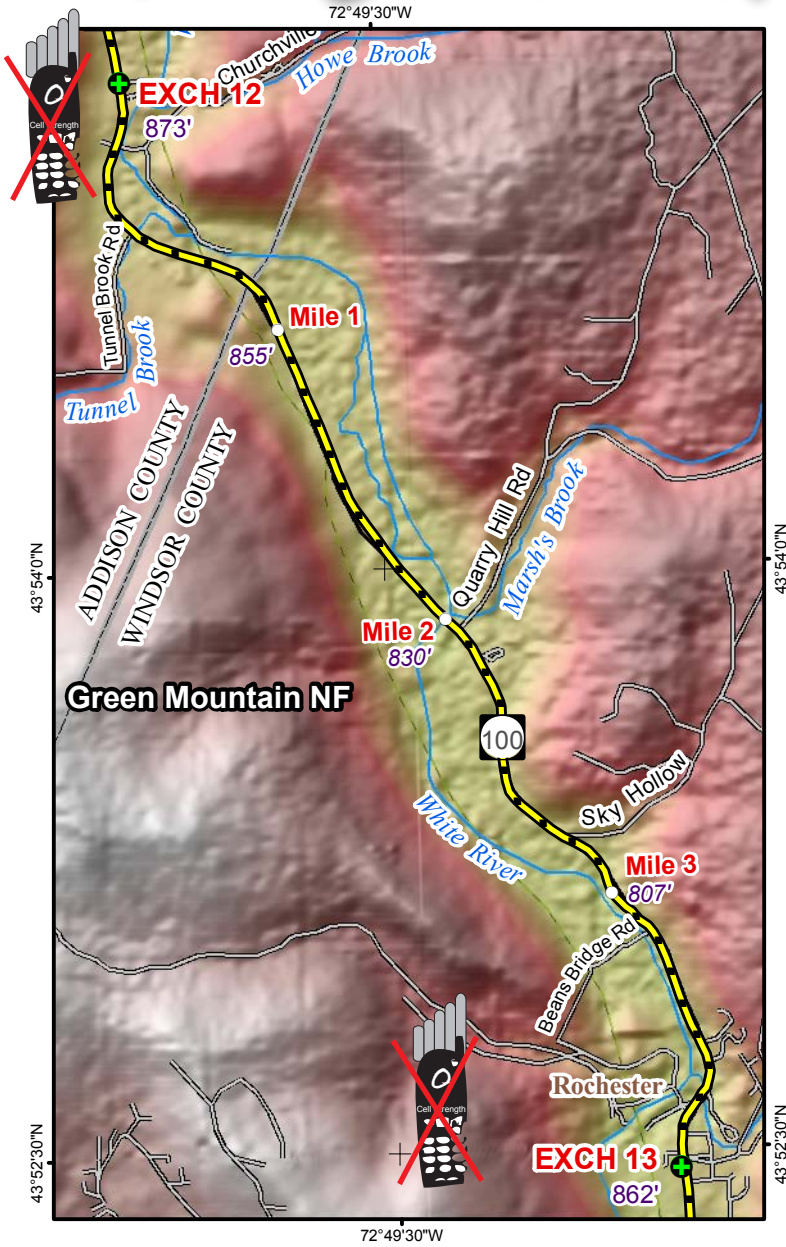 72°49'30"W
Churchville
Howe Brook
EXCH 12
873'
Cell Strength
Tunnel Brook Rd
Mile 1
855'
Tunnel Brook
ADDISON COUNTY
WINDSOR COUNTY
Quarry Hill Rd
Marsh's Brook
43°54'0"N
43°54'0"N
Mile 2
830'
Green Mountain NF
100
Sky Hollow
White River
Mile 3
807'
Beans Bridge Rd
Cell Strength
Rochester
EXCH 13
862'
43°52'30"N
43°52'30"N
72°49'30"W